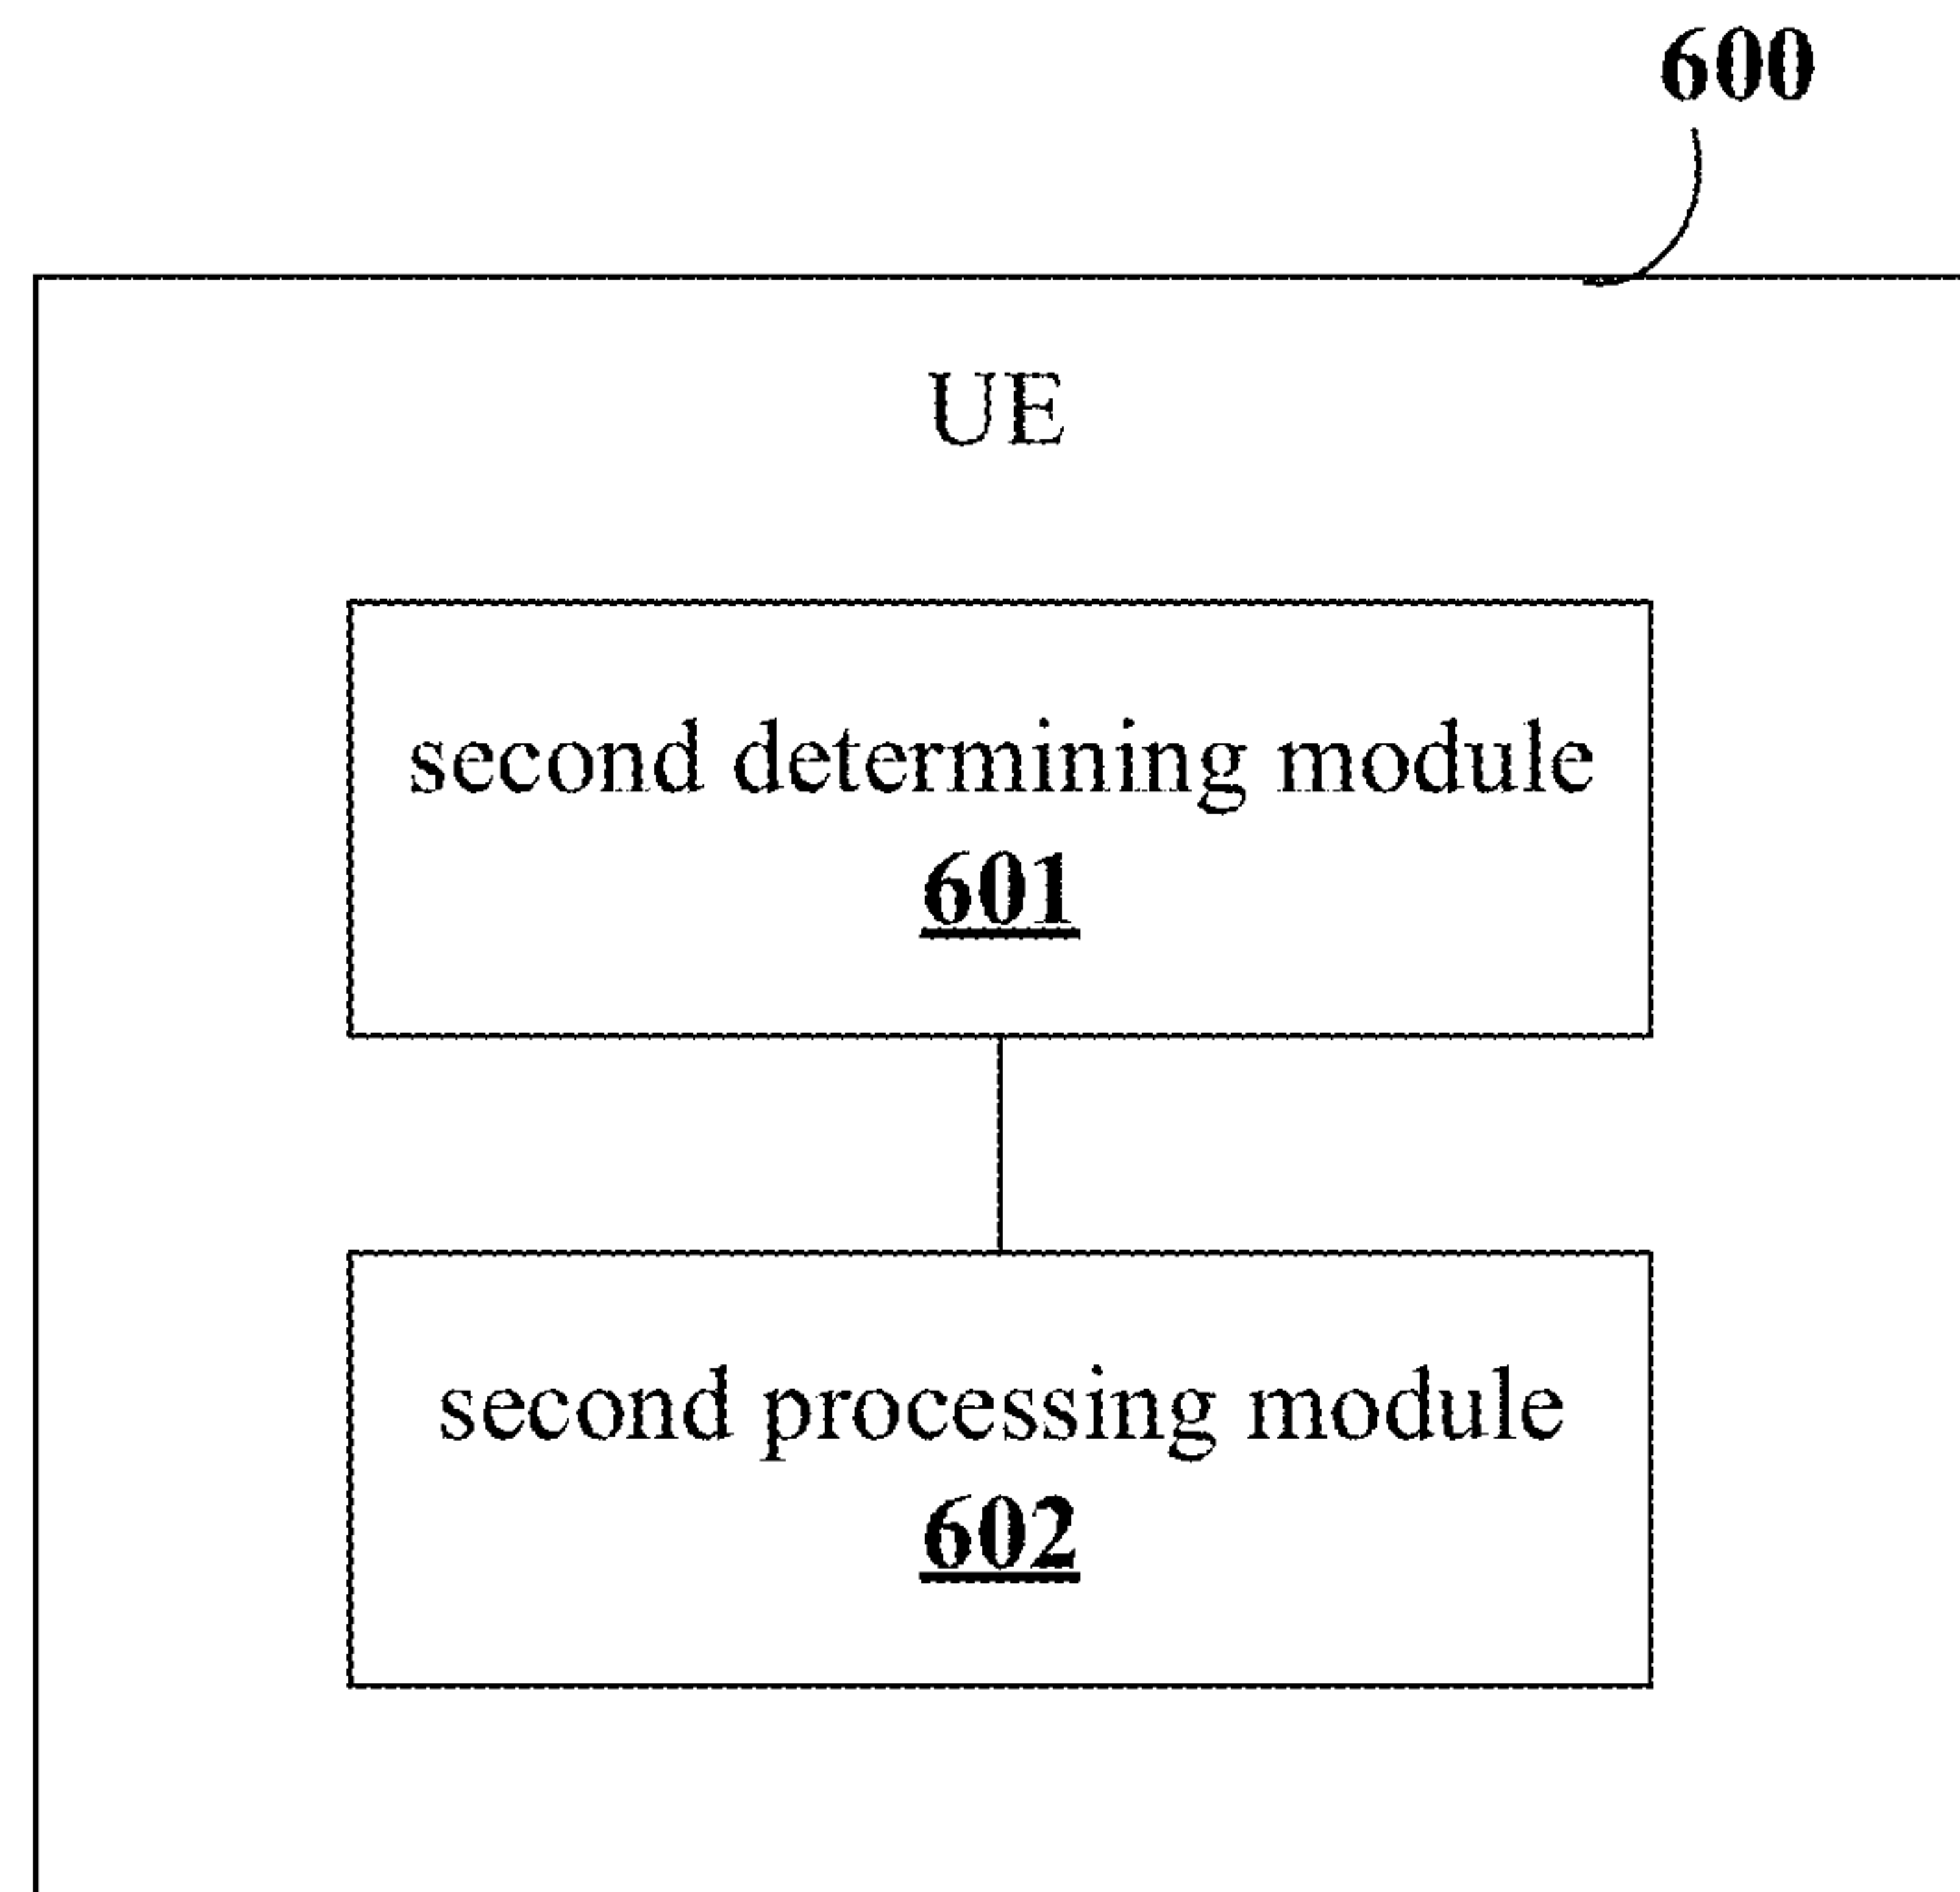 600
UE
second determining module
601
second processing module
602